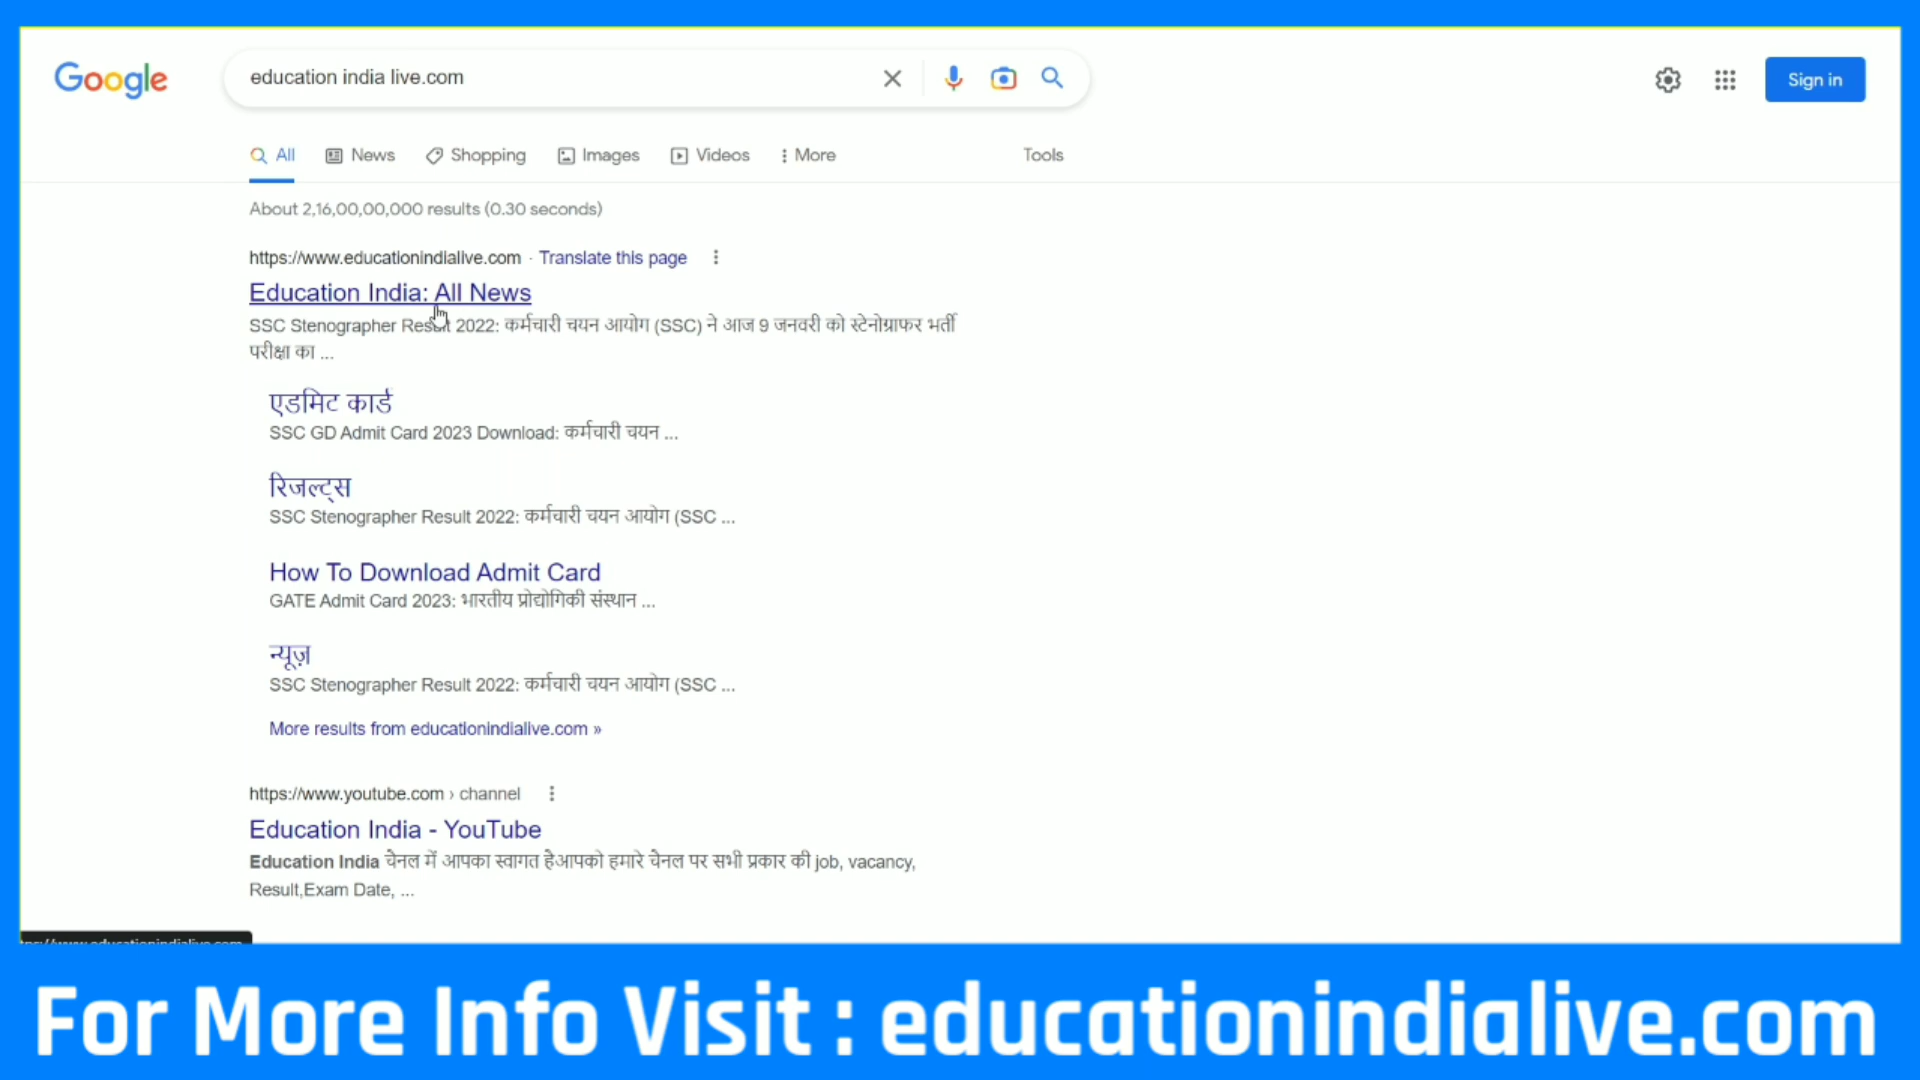 Google
education india live.com
Sign in
All
News
Shopping
Images
Videos
More
Tools
About 2,16,00,00,000 results (0.30 seconds)
https://www.educationindialive.com · Translate this page
Education India: All News
SSC Stenographer Result 2022: कर्मचारी चयन आयोग (SSC) ने आज 9 जनवरी को स्टेनोग्राफर भर्ती
परीक्षा का ...
एडमिट कार्ड
SSC GD Admit Card 2023 Download: कर्मचारी चयन ...
रिजल्ट्स
SSC Stenographer Result 2022: कर्मचारी चयन आयोग (SSC ...
How To Download Admit Card
GATE Admit Card 2023: भारतीय प्रोद्योगिकी संस्थान ...
न्यूज़
SSC Stenographer Result 2022: कर्मचारी चयन आयोग (SSC ...
More results from educationindialive.com »
https://www.youtube.com › channel
Education India - YouTube
Education India चैनल में आपका स्वागत हैआपको हमारे चैनल पर सभी प्रकार की job, vacancy,
Result,Exam Date, ...
For More Info Visit : educationindialive.com